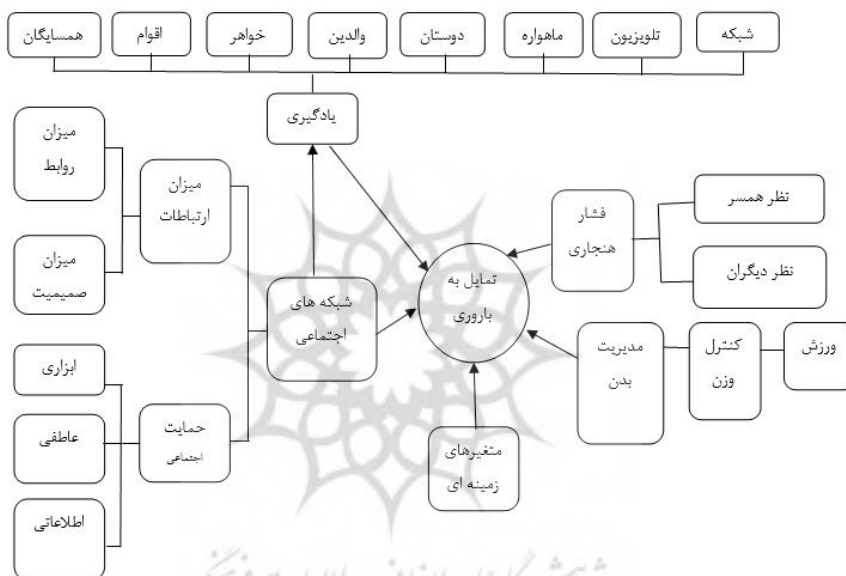 شبکه
تلویزیون
ماهواره
دوستان
والدین
خواهر
اقوام
همسایگان
یادگیری
میزان
روابط
میزان
ارتباطات
میزان
صمیمیت
شبکه های
اجتماعی
ابزاری
عاطفی
اطلاعاتی
حمایت
اجتماعی
تمایل به
باروری
فشار
هنجاری
نظر همسر
نظر دیگران
مدیریت
بدن
کنترل
وزن
ورزش
متغیرهای
زمینه ای